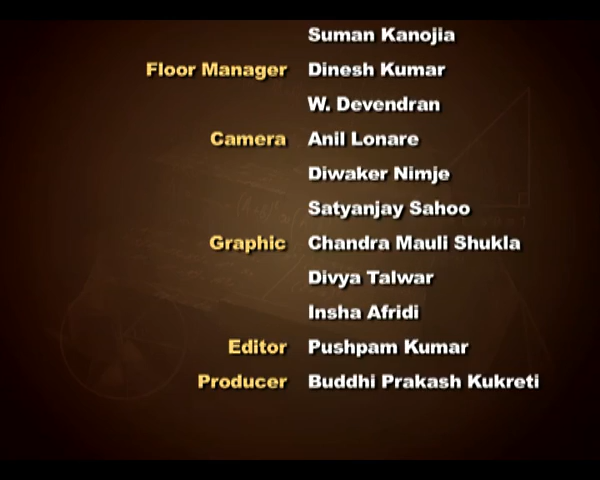 Suman Kanojia
Floor Manager Dinesh Kumar
W. Devendran
Camera Anil Lonare
Diwaker Nimje
Satyanjay Sahoo
Graphic Chandra Mauli Shukla
Divya Talwar
Insha Afridi
Editor Pushpam Kumar
Producer Buddhi Prakash Kukreti